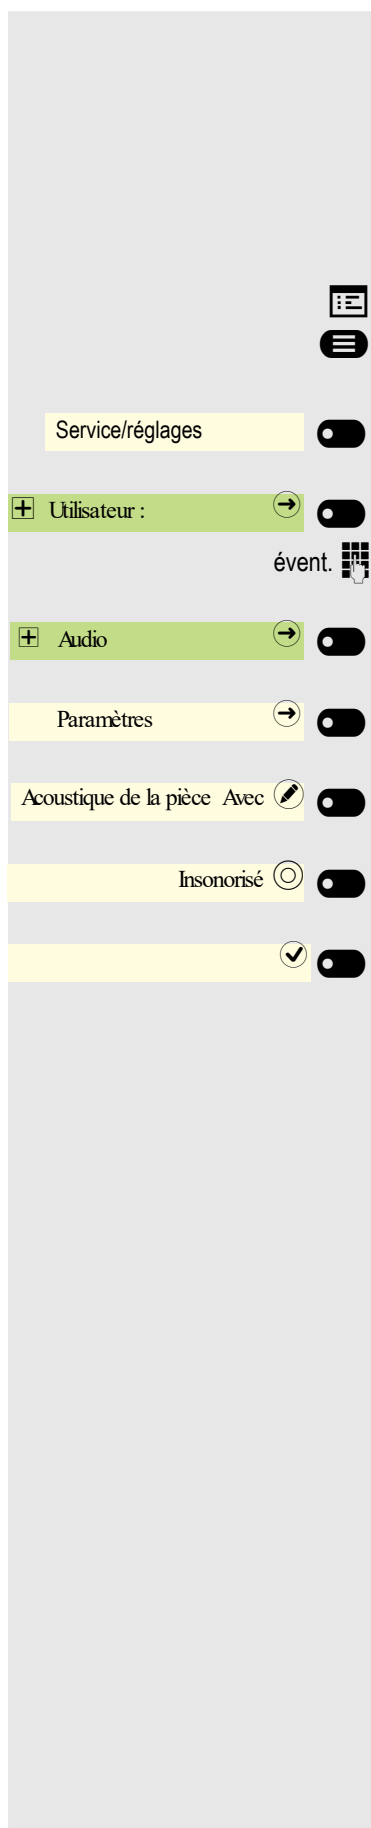 Service/réglages
Utilisateur :
évent.
Audio
Paramètres
Acoustique de la pièce Avec
Insonorisé